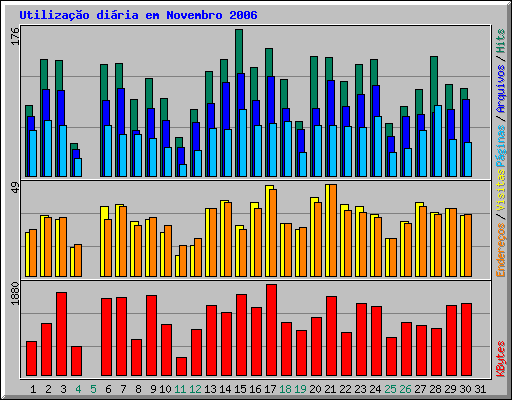 Utilização diária em Novembro 2006
176
49
1880
KBytes
Endereços / Visitas
Páginas / Arquivos / Hits
1 2 3 4 5 6 7 8 9 10 11 12 13 14 15 16 17 18 19 20 21 22 23 24 25 26 27 28 29 30 31